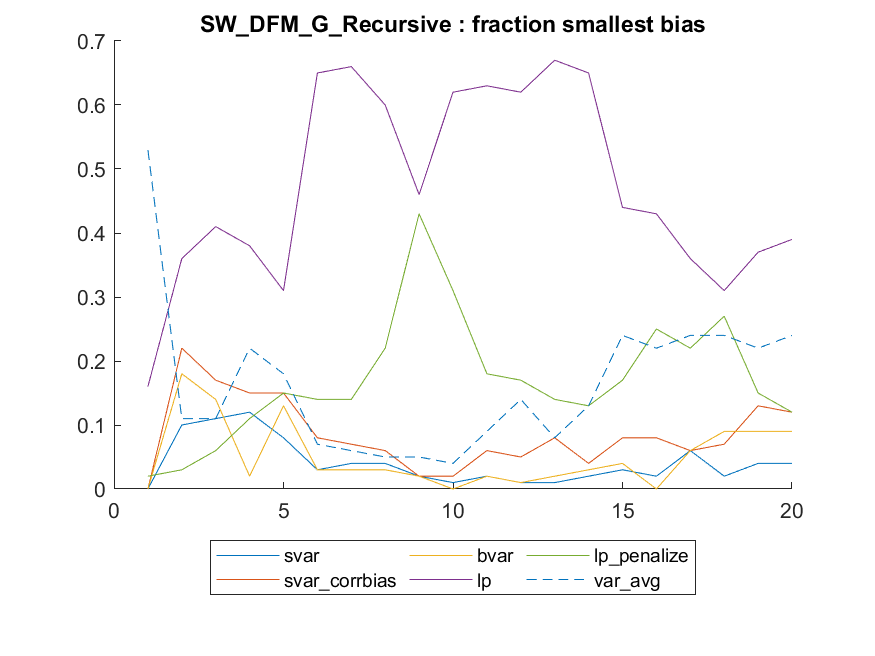 SW_DFM_G_Recursive : fraction smallest bias
0.7
0.6
0.5
0.4
0.3
0.2
0.1
0
0 5 10 15 20
svar bvar lp_penalize
svar_corrbias lp var_avg